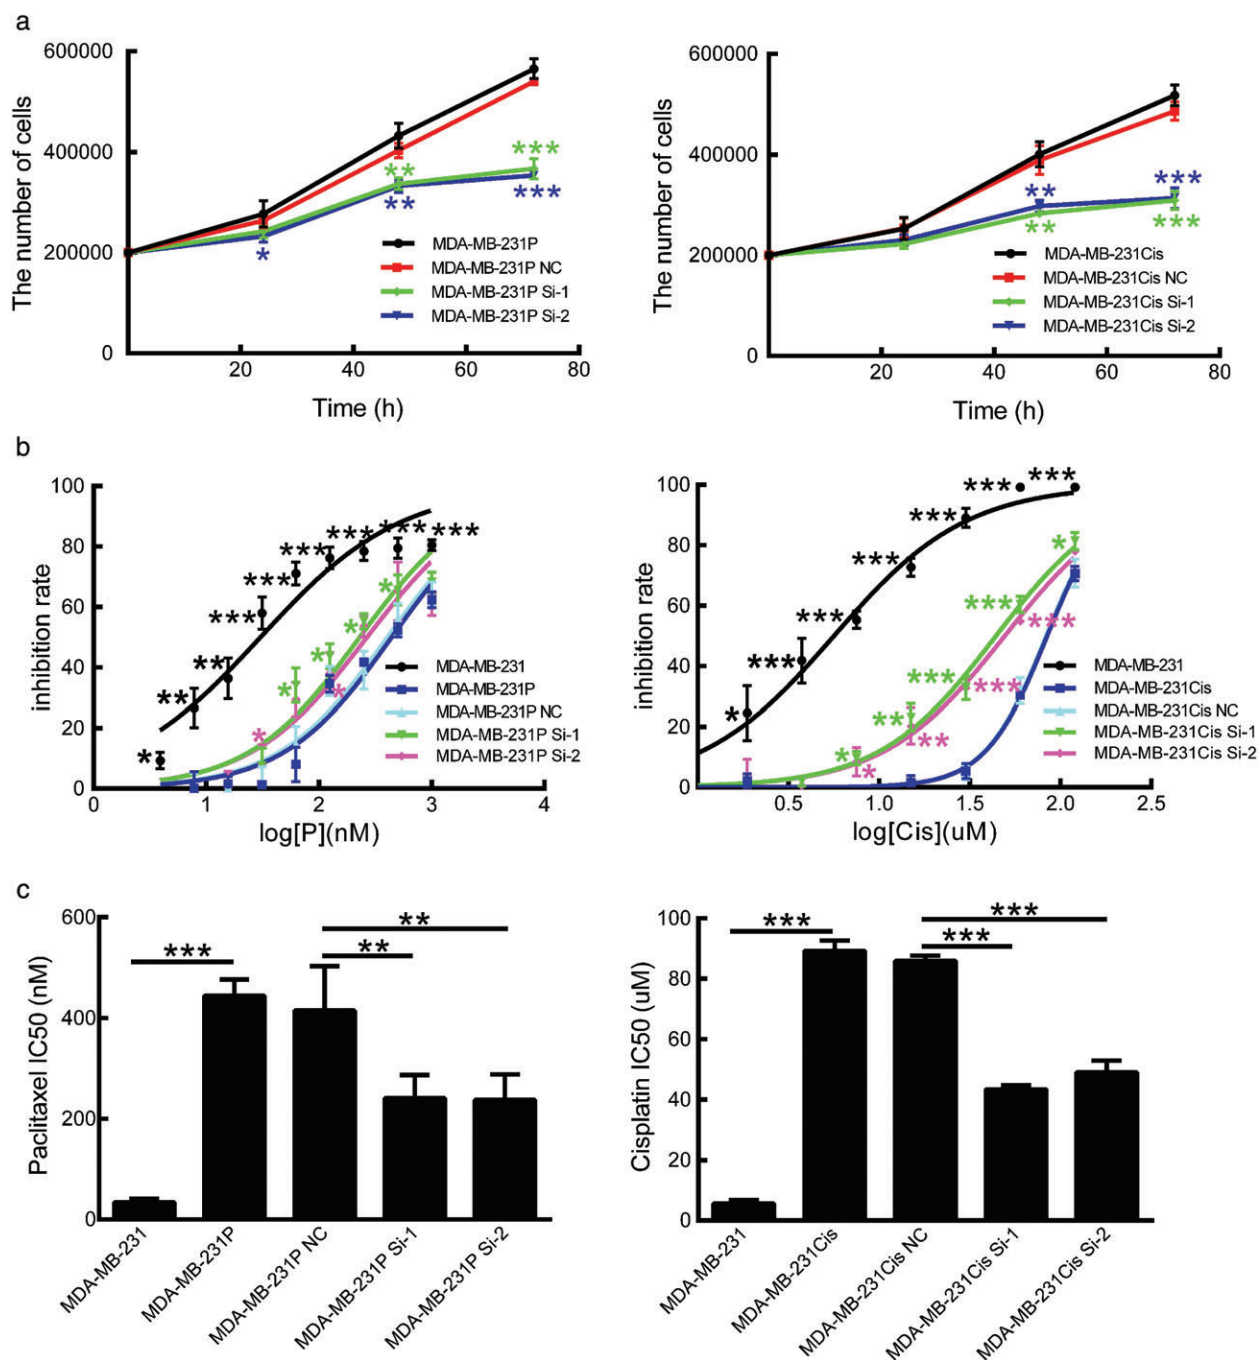 a
600000
400000
200000
0
20
40
60
80
The number of cells
Time (h)
**
***
**
***
*
*
MDA-MB-231P
MDA-MB-231P NC
MDA-MB-231P Si-1
MDA-MB-231P Si-2
600000
400000
200000
0
20
40
60
80
The number of cells
Time (h)
**
***
**
***
MDA-MB-231Cis
MDA-MB-231Cis NC
MDA-MB-231Cis Si-1
MDA-MB-231Cis Si-2
b
100
80
60
40
20
0
0
1
2
3
4
inhibition rate
log[P](nM)
*
**
**
***
***
***
***
***
***
*
*
*
*
*
*
MDA-MB-231
MDA-MB-231P
MDA-MB-231P NC
MDA-MB-231P Si-1
MDA-MB-231P Si-2
100
80
60
40
20
0
0.5
1.0
1.5
2.0
2.5
inhibition rate
log[Cis](uM)
*
***
***
***
***
***
***
*
**
***
***
*
*
**
***
***
MDA-MB-231
MDA-MB-231Cis
MDA-MB-231Cis NC
MDA-MB-231Cis Si-1
MDA-MB-231Cis Si-2
c
600
400
200
0
Paclitaxel IC50 (nM)
***
**
**
MDA-MB-231
MDA-MB-231P
MDA-MB-231P NC
MDA-MB-231P Si-1
MDA-MB-231P Si-2
100
80
60
40
20
0
Cisplatin IC50 (uM)
***
***
***
MDA-MB-231
MDA-MB-231Cis
MDA-MB-231Cis NC
MDA-MB-231Cis Si-1
MDA-MB-231Cis Si-2